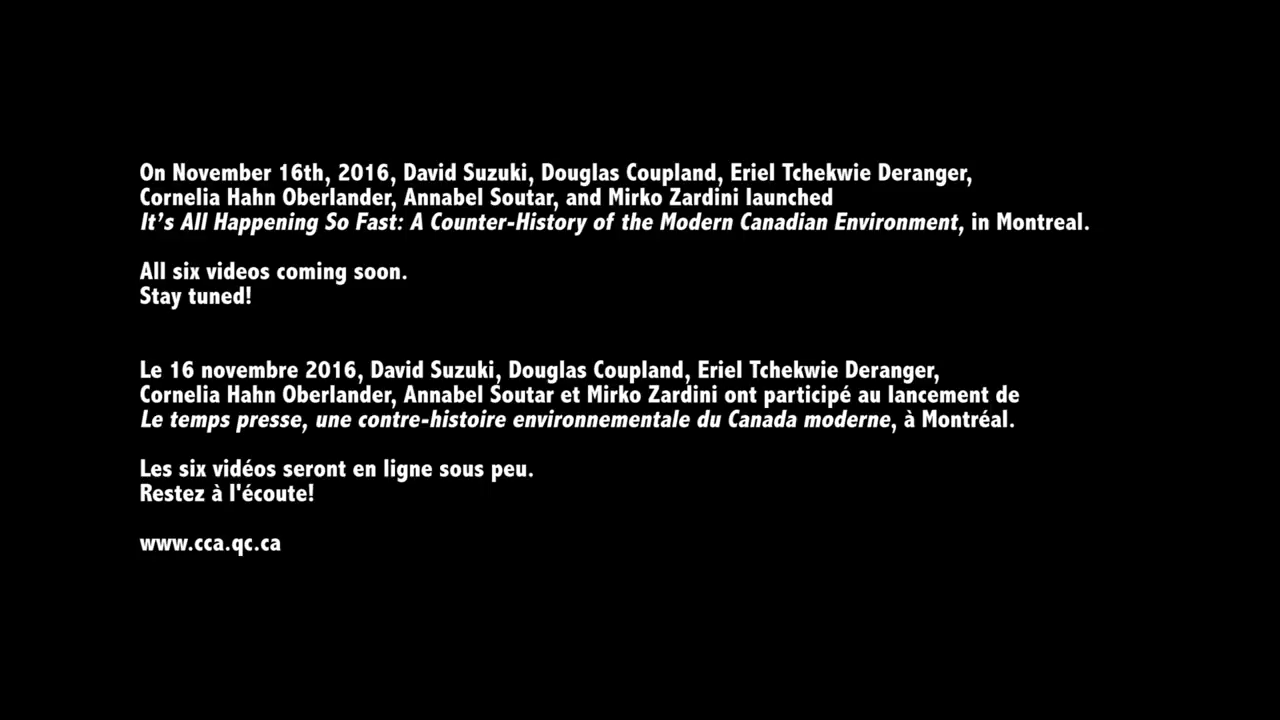 On November 16th, 2016, David Suzuki, Douglas Coupland, Eriel Tchekwie Deranger,
Cornelia Hahn Oberlander, Annabel Soutar, and Mirko Zardini launched
It’s All Happening So Fast: A Counter-History of the Modern Canadian Environment, in Montreal.
All six videos coming soon.
Stay tuned!
Le 16 novembre 2016, David Suzuki, Douglas Coupland, Eriel Tchekwie Deranger,
Cornelia Hahn Oberlander, Annabel Soutar et Mirko Zardini ont participé au lancement de
Le temps presse, une contre-histoire environnementale du Canada moderne, à Montréal.
Les six vidéos seront en ligne sous peu.
Restez à l'écoute!
www.cca.qc.ca